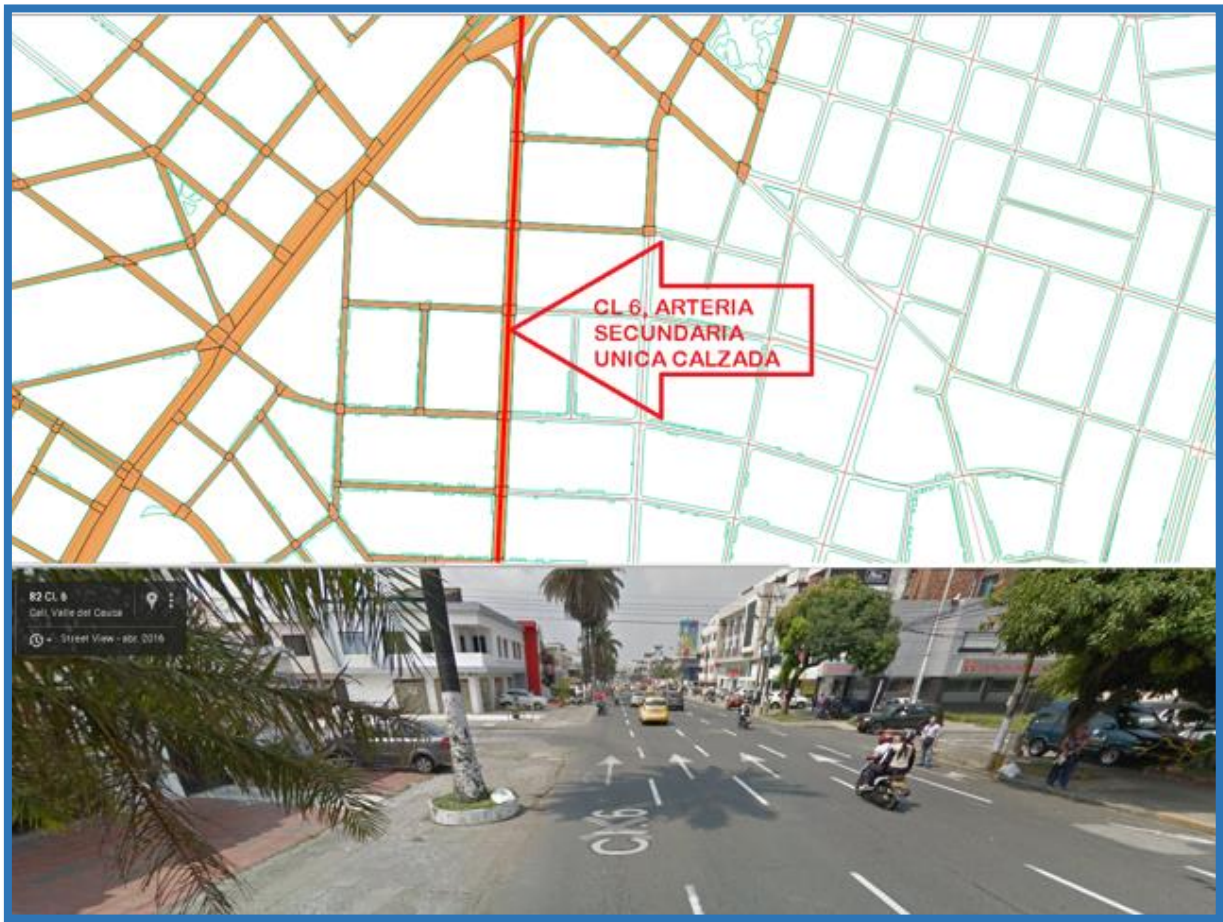 CL 6, ARTERIA
SECUNDARIA
UNICA CALZADA
82 CL 6
Cali, Valle del Cauca
Street View - abr. 2016
Cl. 6